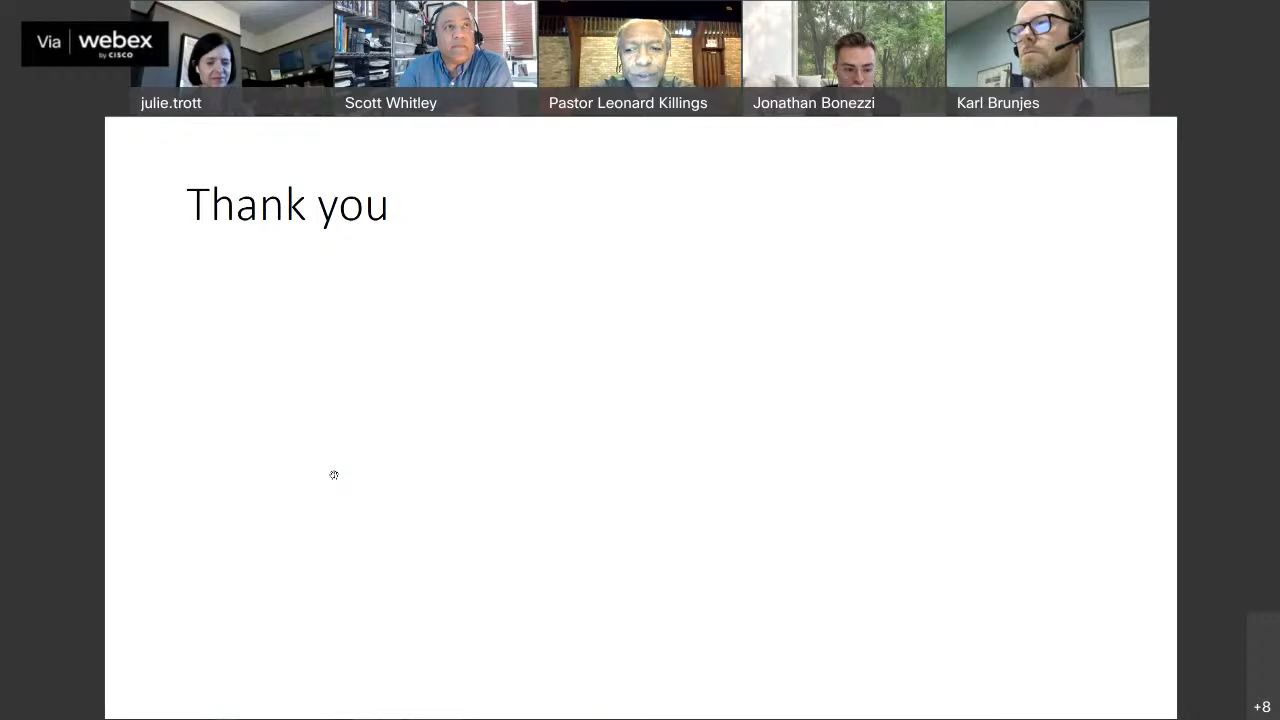 Via webex
by CISCO
julie.trott
Scott Whitley
Pastor Leonard Killings
Jonathan Bonezzi
Karl Brunjes
Thank you
+8